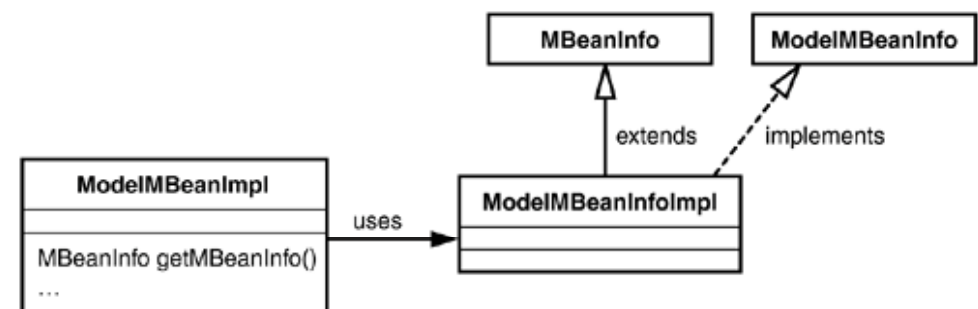 MBeanInfo
ModelMBeanInfo
extends
implements
ModelMBeanImpl
ModelMBeanInfoImpl
uses
MBeanInfo getMBeanInfo()
…